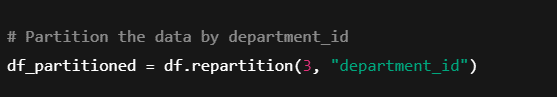 # Partition the data by department_id
df_partitioned = df.repartition(3, "department_id")